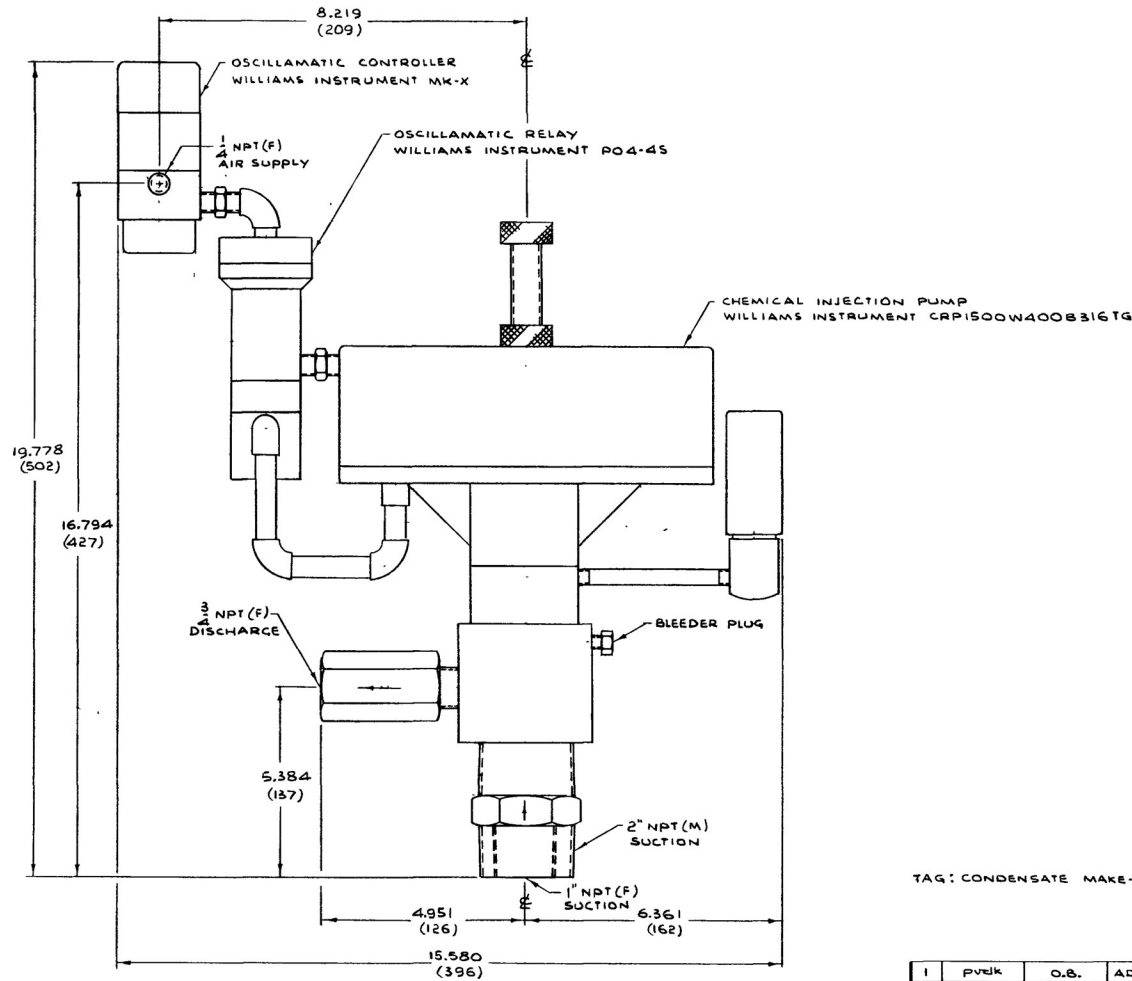 8.219
(209)
℄
OSCILLAMATIC CONTROLLER
WILLIAMS INSTRUMENT MK-X
OSCILLAMATIC RELAY
WILLIAMS INSTRUMENT PO4-4S
1/4 NPT(F)
AIR SUPPLY
CHEMICAL INJECTION PUMP
WILLIAMS INSTRUMENT CRP1500W400B316TG
19.778
(502)
16.794
(427)
3/4 NPT(F)
DISCHARGE
BLEEDER PLUG
5.384
(137)
2" NPT(M)
SUCTION
1" NPT(F)
SUCTION
℄
4.951
(126)
6.361
(162)
15.580
(396)
TAG: CONDENSATE MAKE-
1 O.B. AD